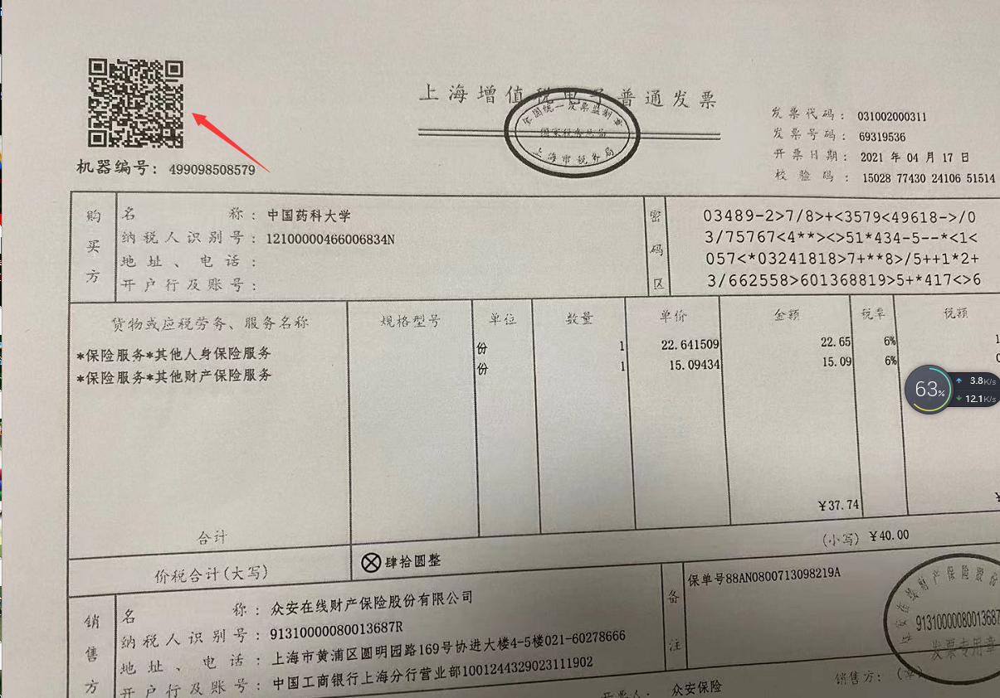 上海增值税电子普通发票
全国统一发票监制章
国家税务总局
上海市税务局
机器编号: 499098508579
发票代码: 031002000311
发票号码: 69319536
开票日期: 2021 年 04 月 17 日
校验码: 15028 77430 24106 51514
购买方
名称: 中国药科大学
纳税人识别号: 12100000466006834N
地址、电话:
开户行及账号:
密码区
03489-2>7/8>+<3579<49618->/0
3/75767<4**><>51*434-5--*<1<
057<*03241818>7+**8>/5++1*2+
3/662558>601368819>5+*417<>6
货物或应税劳务、服务名称 规格型号 单位 数量 单价 金额 税率 税额
*保险服务*其他人身保险服务 份 1 22.641509 22.65 6% 1
*保险服务*其他财产保险服务 份 1 15.09434 15.09 6%
合计 ¥37.74 ¥
价税合计(大写) 肆拾圆整 (小写) ¥40.00
销售方
名称: 众安在线财产保险股份有限公司
纳税人识别号: 91310000080013687R
地址、电话: 上海市黄浦区圆明园路169号协进大楼4-5楼021-60278666
开户行及账号: 中国工商银行上海分行营业部1001244329023111902
备注
保单号88AN0800713098219A
众安在线财产保险股份
91310000080013687
发票专用章
开票人: 众安保险
销售方: (章)
63%
3.8K/s
12.1K/s